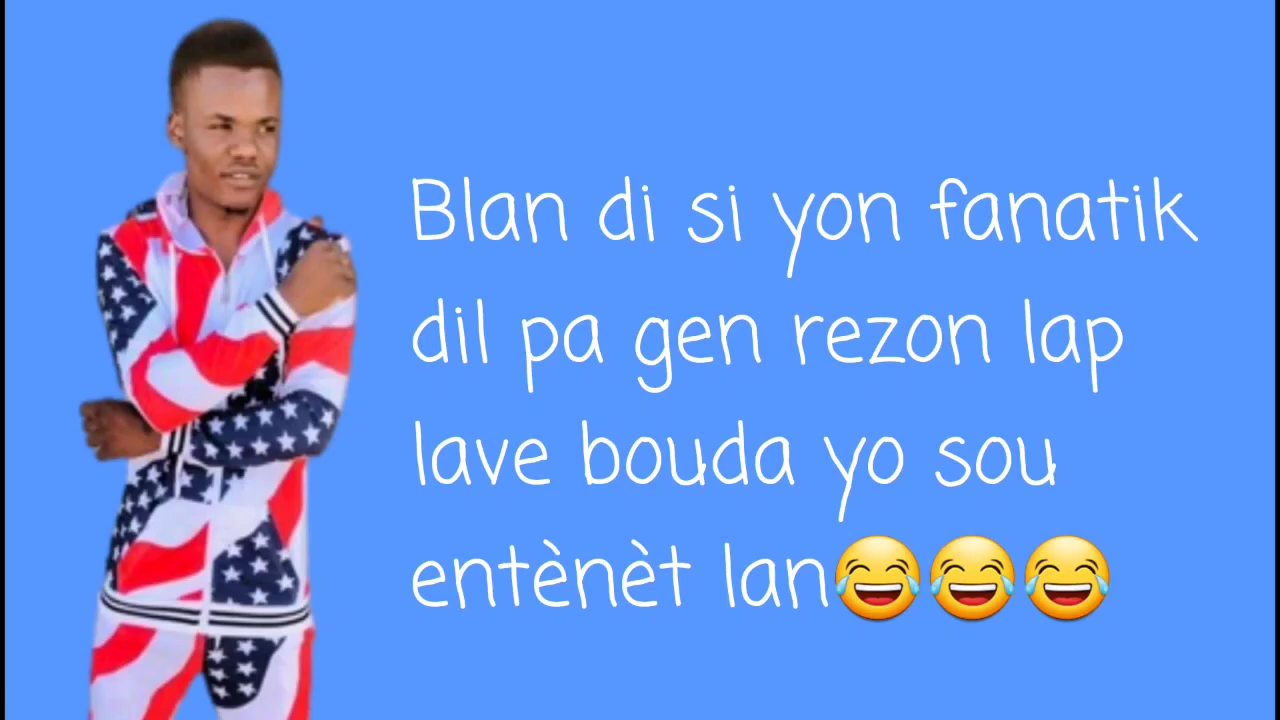 Blan di si yon fanatik
dil pa gen rezon lap
lave bouda yo sou
entènèt lan😂😂😂